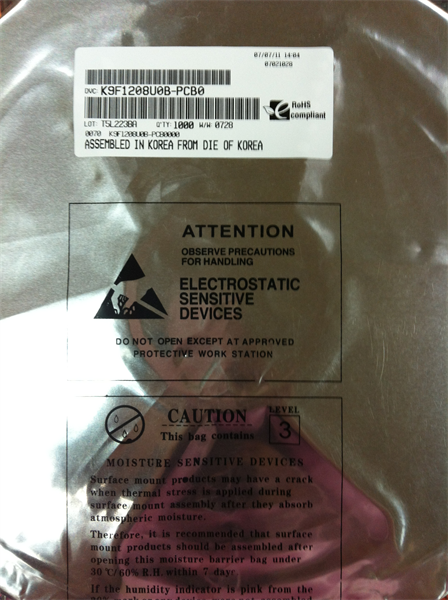 07/07/11 14:04
07021028
DVC: K9F1208U0B-PCB0
RoHS
compliant
LOT: T5L223BA Q'TY 1000 W/W 0728
0070 K9F1208U0B-PCB0000
ASSEMBLED IN KOREA FROM DIE OF KOREA
ATTENTION
OBSERVE PRECAUTIONS
FOR HANDLING
ELECTROSTATIC
SENSITIVE
DEVICES
DO NOT OPEN EXCEPT AT APPROVED
PROTECTIVE WORK STATION
CAUTION
This bag contains
LEVEL
3
MOISTURE SENSITIVE DEVICES
Surface mount products may have a crack
when thermal stress is applied during
surface mount assembly after they absorb
atmospheric moisture.
Therefore, it is recommended that surface
mount products should be assembled after
opening this moisture barrier bag under
30°C/60% R.H. within 7 days.
If the humidity indicator is pink from the